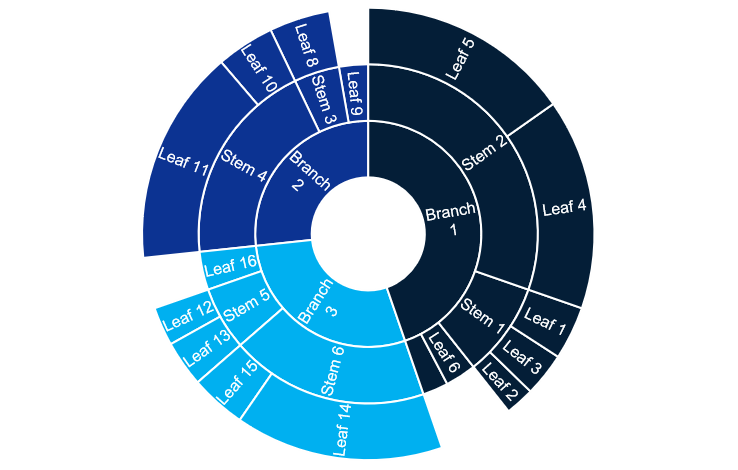 Branch
1
Stem 2
Leaf 5
Leaf 4
Stem 1
Leaf 1
Leaf 3
Leaf 2
Leaf 6
Branch
3
Stem 6
Leaf 14
Leaf 15
Stem 5
Leaf 13
Leaf 12
Leaf 16
Branch
2
Stem 4
Leaf 11
Leaf 10
Stem 3
Leaf 8
Leaf 9